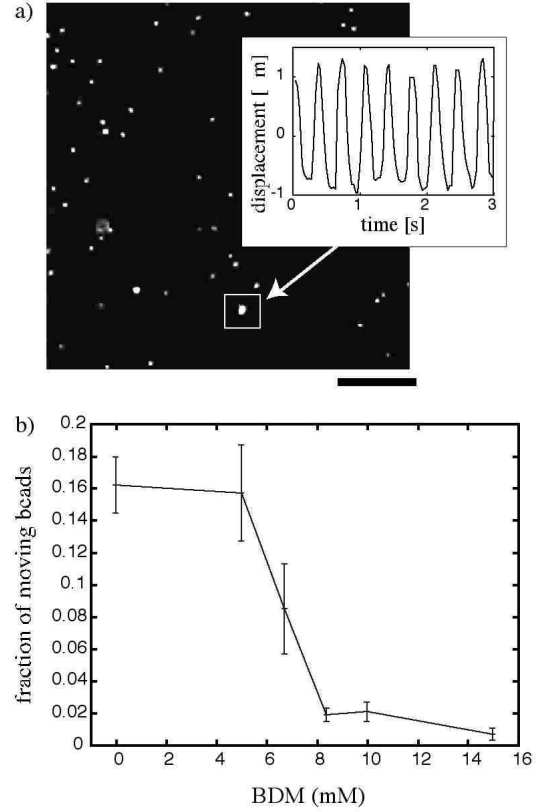 a)
displacement [ m]
1
0
-1
0 1 2 3
time [s]
b)
fraction of moving beads
0.2
0.18
0.16
0.14
0.12
0.1
0.08
0.06
0.04
0.02
0
0 2 4 6 8 10 12 14 16
BDM (mM)